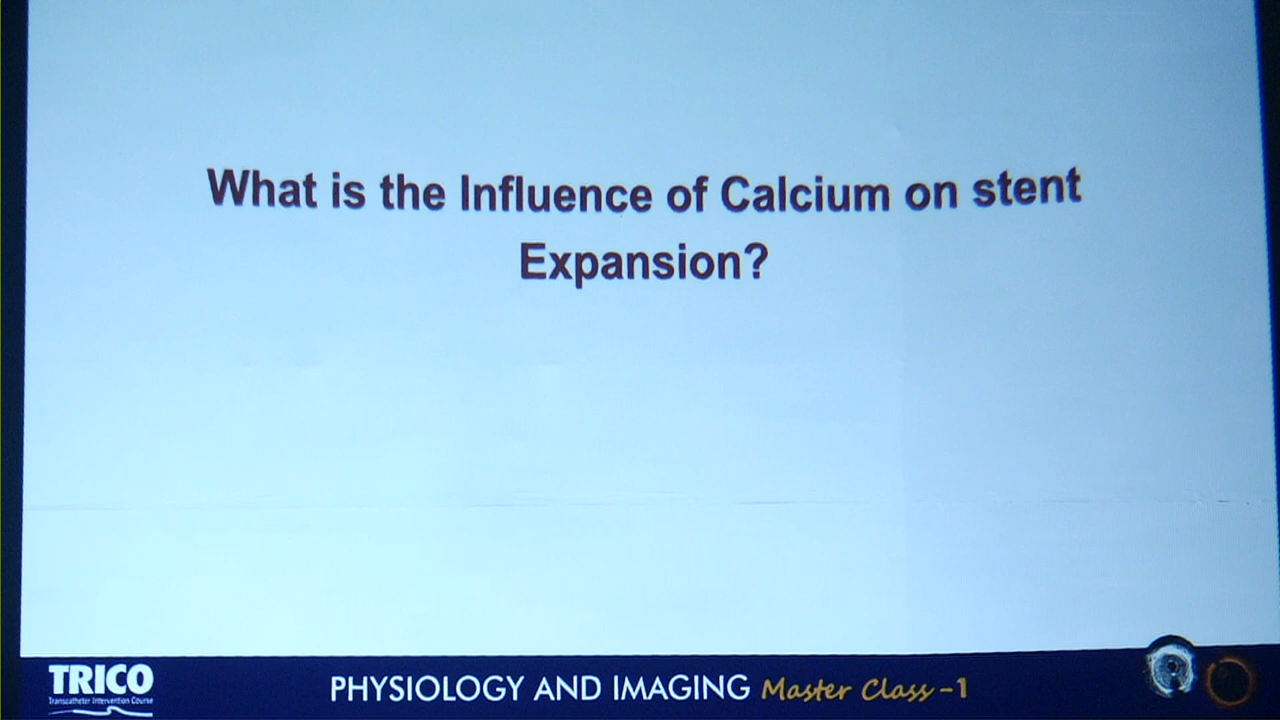 What is the Influence of Calcium on stent
Expansion?
TRICO
Transcatheter Intervention Course
PHYSIOLOGY AND IMAGING Master Class -1